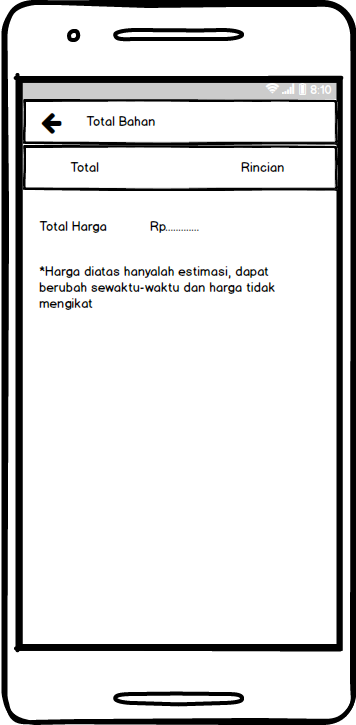 8:10
Total Bahan
Total Rincian
Total Harga Rp.............
*Harga diatas hanyalah estimasi, dapat
berubah sewaktu-waktu dan harga tidak
mengikat